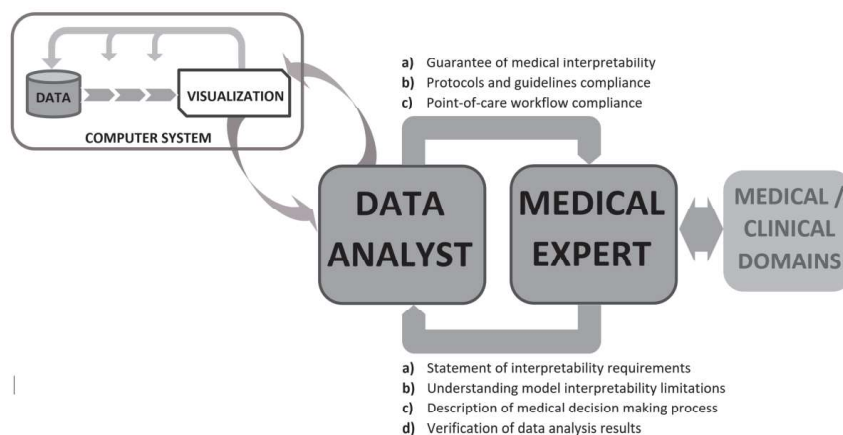 a) Guarantee of medical interpretability
b) Protocols and guidelines compliance
c) Point-of-care workflow compliance
DATA
VISUALIZATION
COMPUTER SYSTEM
DATA
ANALYST
MEDICAL
EXPERT
MEDICAL /
CLINICAL
DOMAINS
a) Statement of interpretability requirements
b) Understanding model interpretability limitations
c) Description of medical decision making process
d) Verification of data analysis results